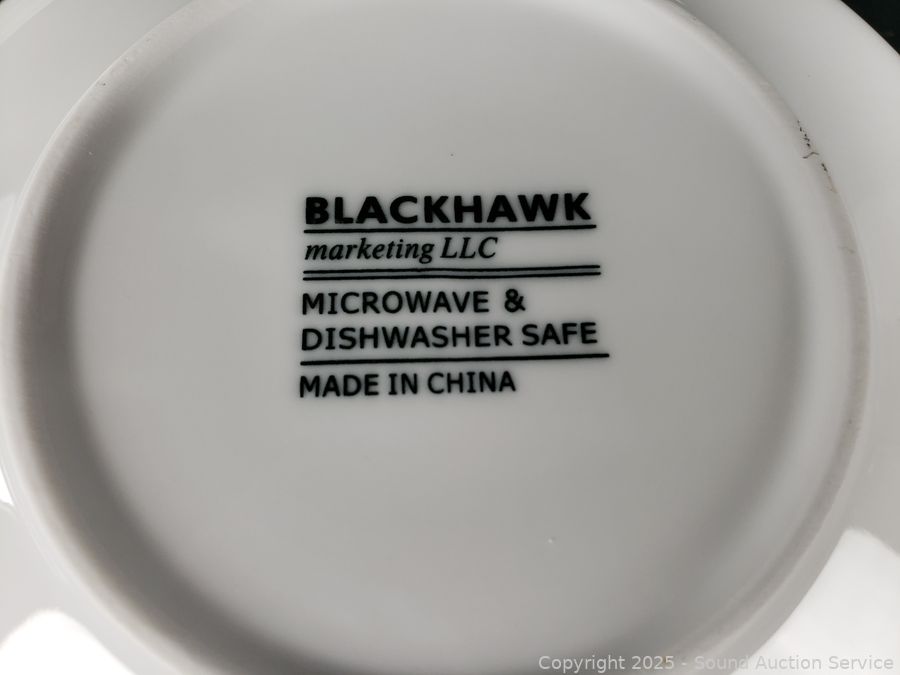 BLACKHAWK
marketing LLC
MICROWAVE &
DISHWASHER SAFE
MADE IN CHINA
Copyright 2025 - Sound Auction Service